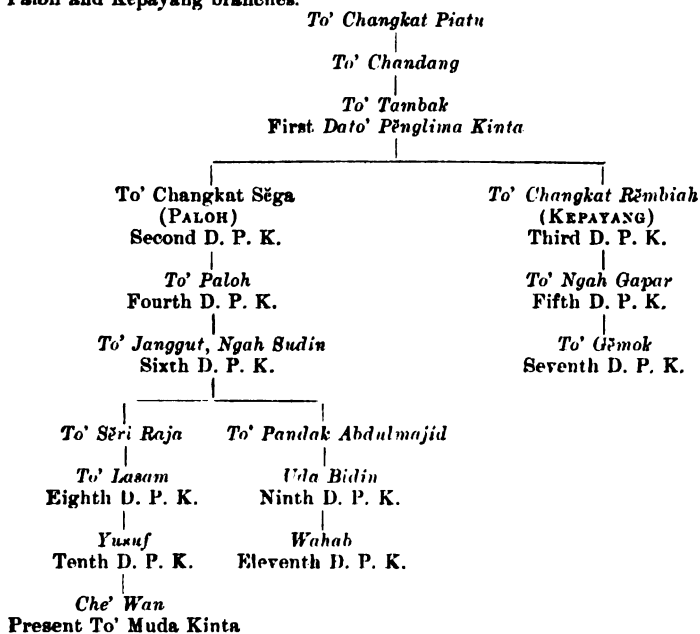 Paloh and Kepayang branches.
To' Changkat Piatu
To' Chandang
To' Tambak
First Dato' Pĕnglima Kinta
To' Changkat Sĕga
(PALOH)
Second D. P. K.
To' Changkat Rĕmbiah
(KEPAYANG)
Third D. P. K.
To' Paloh
Fourth D. P. K.
To' Ngah Gapar
Fifth D. P. K.
To' Janggut, Ngah Sudin
Sixth D. P. K.
To' Gĕmok
Seventh D. P. K.
To' Sĕri Raja
To' Pandak Abdulmajid
To' Lasam
Eighth D. P. K.
Uda Bidin
Ninth D. P. K.
Yusuf
Tenth D. P. K.
Wahab
Eleventh D. P. K.
Che' Wan
Present To' Muda Kinta